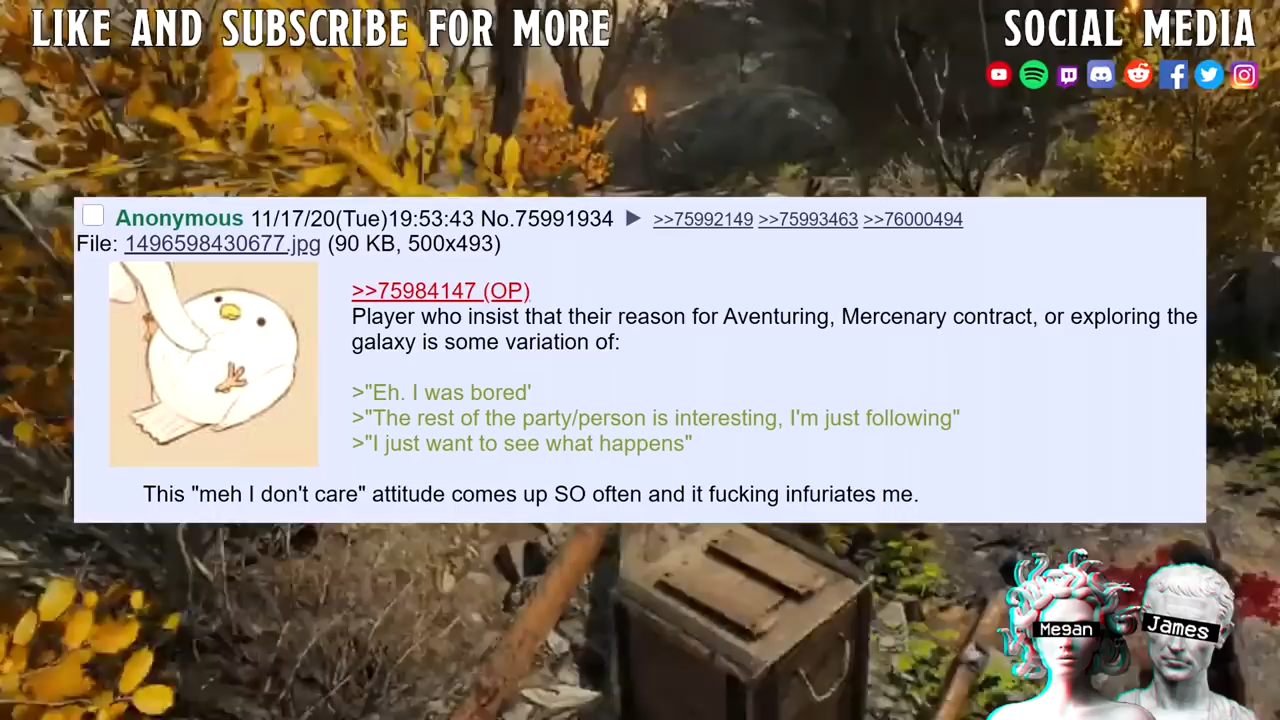 LIKE AND SUBSCRIBE FOR MORE
SOCIAL MEDIA
Anonymous 11/17/20(Tue)19:53:43 No.75991934 ▶ >>75992149 >>75993463 >>76000494
File: 1496598430677.jpg (90 KB, 500x493)
>>75984147 (OP)
Player who insist that their reason for Aventuring, Mercenary contract, or exploring the
galaxy is some variation of:
>"Eh. I was bored'
>"The rest of the party/person is interesting, I'm just following"
>"I just want to see what happens"
This "meh I don't care" attitude comes up SO often and it fucking infuriates me.
Megan
James